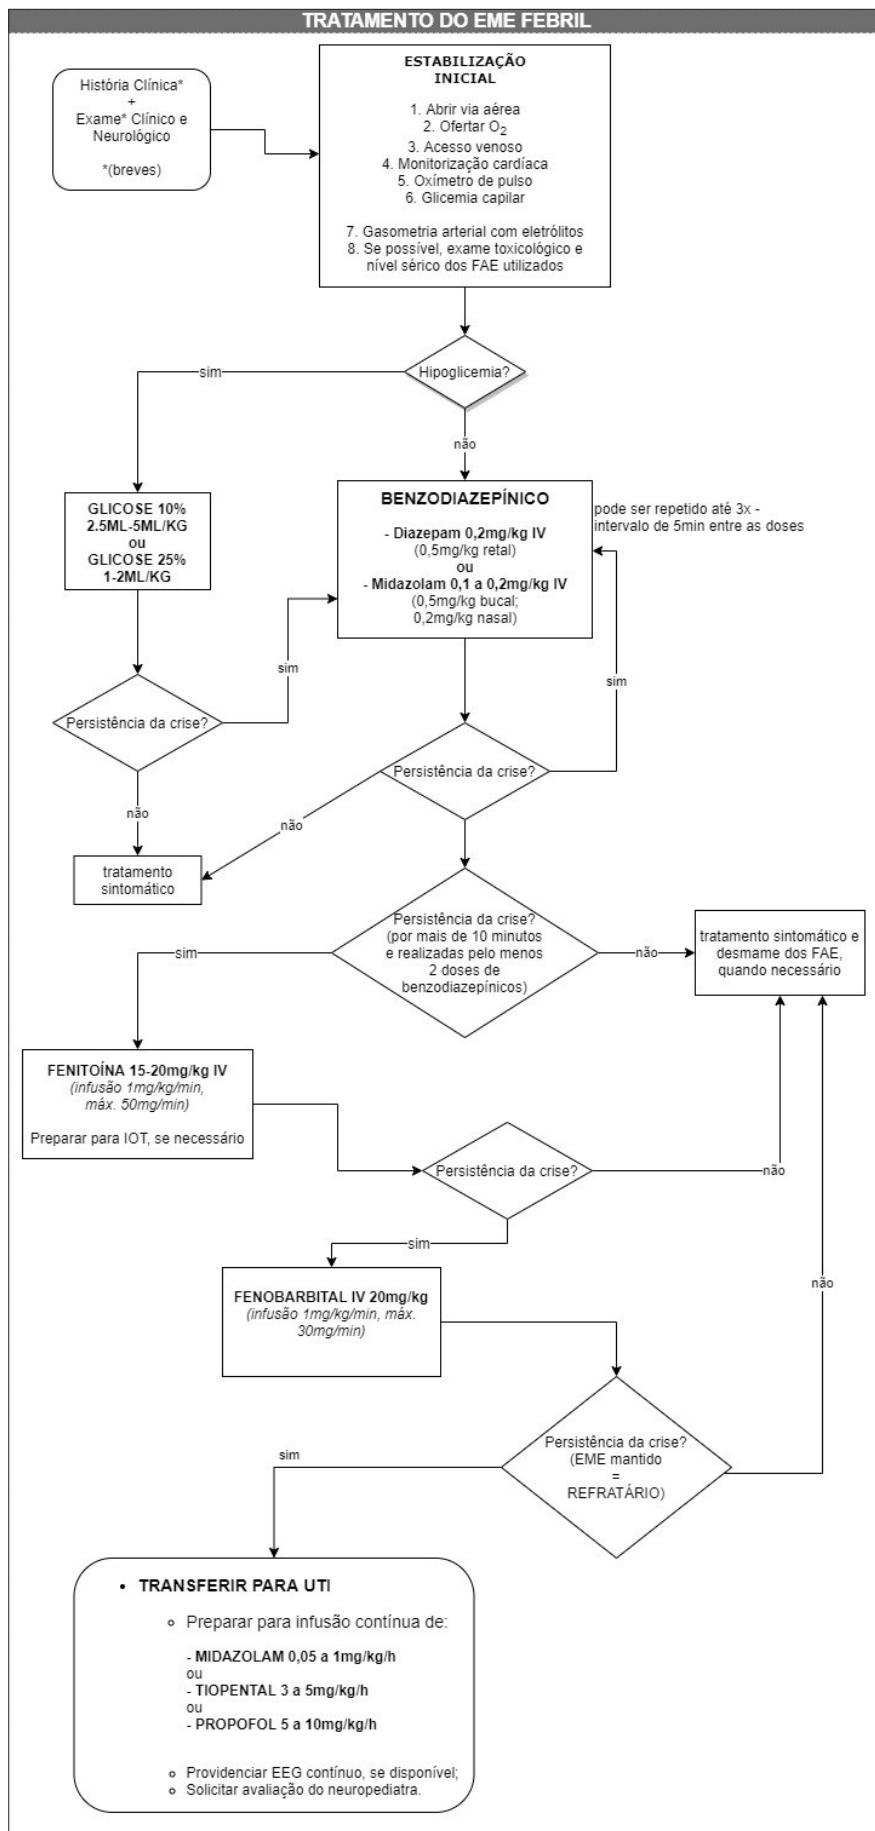 TRATAMENTO DO EME FEBRIL
História Clínica*
+
Exame* Clínico e
Neurológico
*(breves)
ESTABILIZAÇÃO
INICIAL
1. Abrir via aérea
2. Ofertar O2
3. Acesso venoso
4. Monitorização cardíaca
5. Oxímetro de pulso
6. Glicemia capilar
7. Gasometria arterial com eletrólitos
8. Se possível, exame toxicológico e
nível sérico dos FAE utilizados
Hipoglicemia?
sim
não
GLICOSE 10%
2.5ML-5ML/KG
ou
GLICOSE 25%
1-2ML/KG
BENZODIAZEPÍNICO
- Diazepam 0,2mg/kg IV
(0,5mg/kg retal)
ou
- Midazolam 0,1 a 0,2mg/kg IV
(0,5mg/kg bucal;
0,2mg/kg nasal)
pode ser repetido até 3x -
intervalo de 5min entre as doses
sim
sim
Persistência da crise?
Persistência da crise?
não
não
tratamento
sintomático
Persistência da crise?
(por mais de 10 minutos
e realizadas pelo menos
2 doses de
benzodiazepínicos)
sim
não
tratamento sintomático e
desmame dos FAE,
quando necessário
FENITOÍNA 15-20mg/kg IV
(infusão 1mg/kg/min,
máx. 50mg/min)
Preparar para IOT, se necessário
Persistência da crise?
não
sim
FENOBARBITAL IV 20mg/kg
(infusão 1mg/kg/min, máx.
30mg/min)
não
Persistência da crise?
(EME mantido
=
REFRATÁRIO)
sim
• TRANSFERIR PARA UTI
○ Preparar para infusão contínua de:
- MIDAZOLAM 0,05 a 1mg/kg/h
ou
- TIOPENTAL 3 a 5mg/kg/h
ou
- PROPOFOL 5 a 10mg/kg/h
○ Providenciar EEG contínuo, se disponível;
○ Solicitar avaliação do neuropediatra.